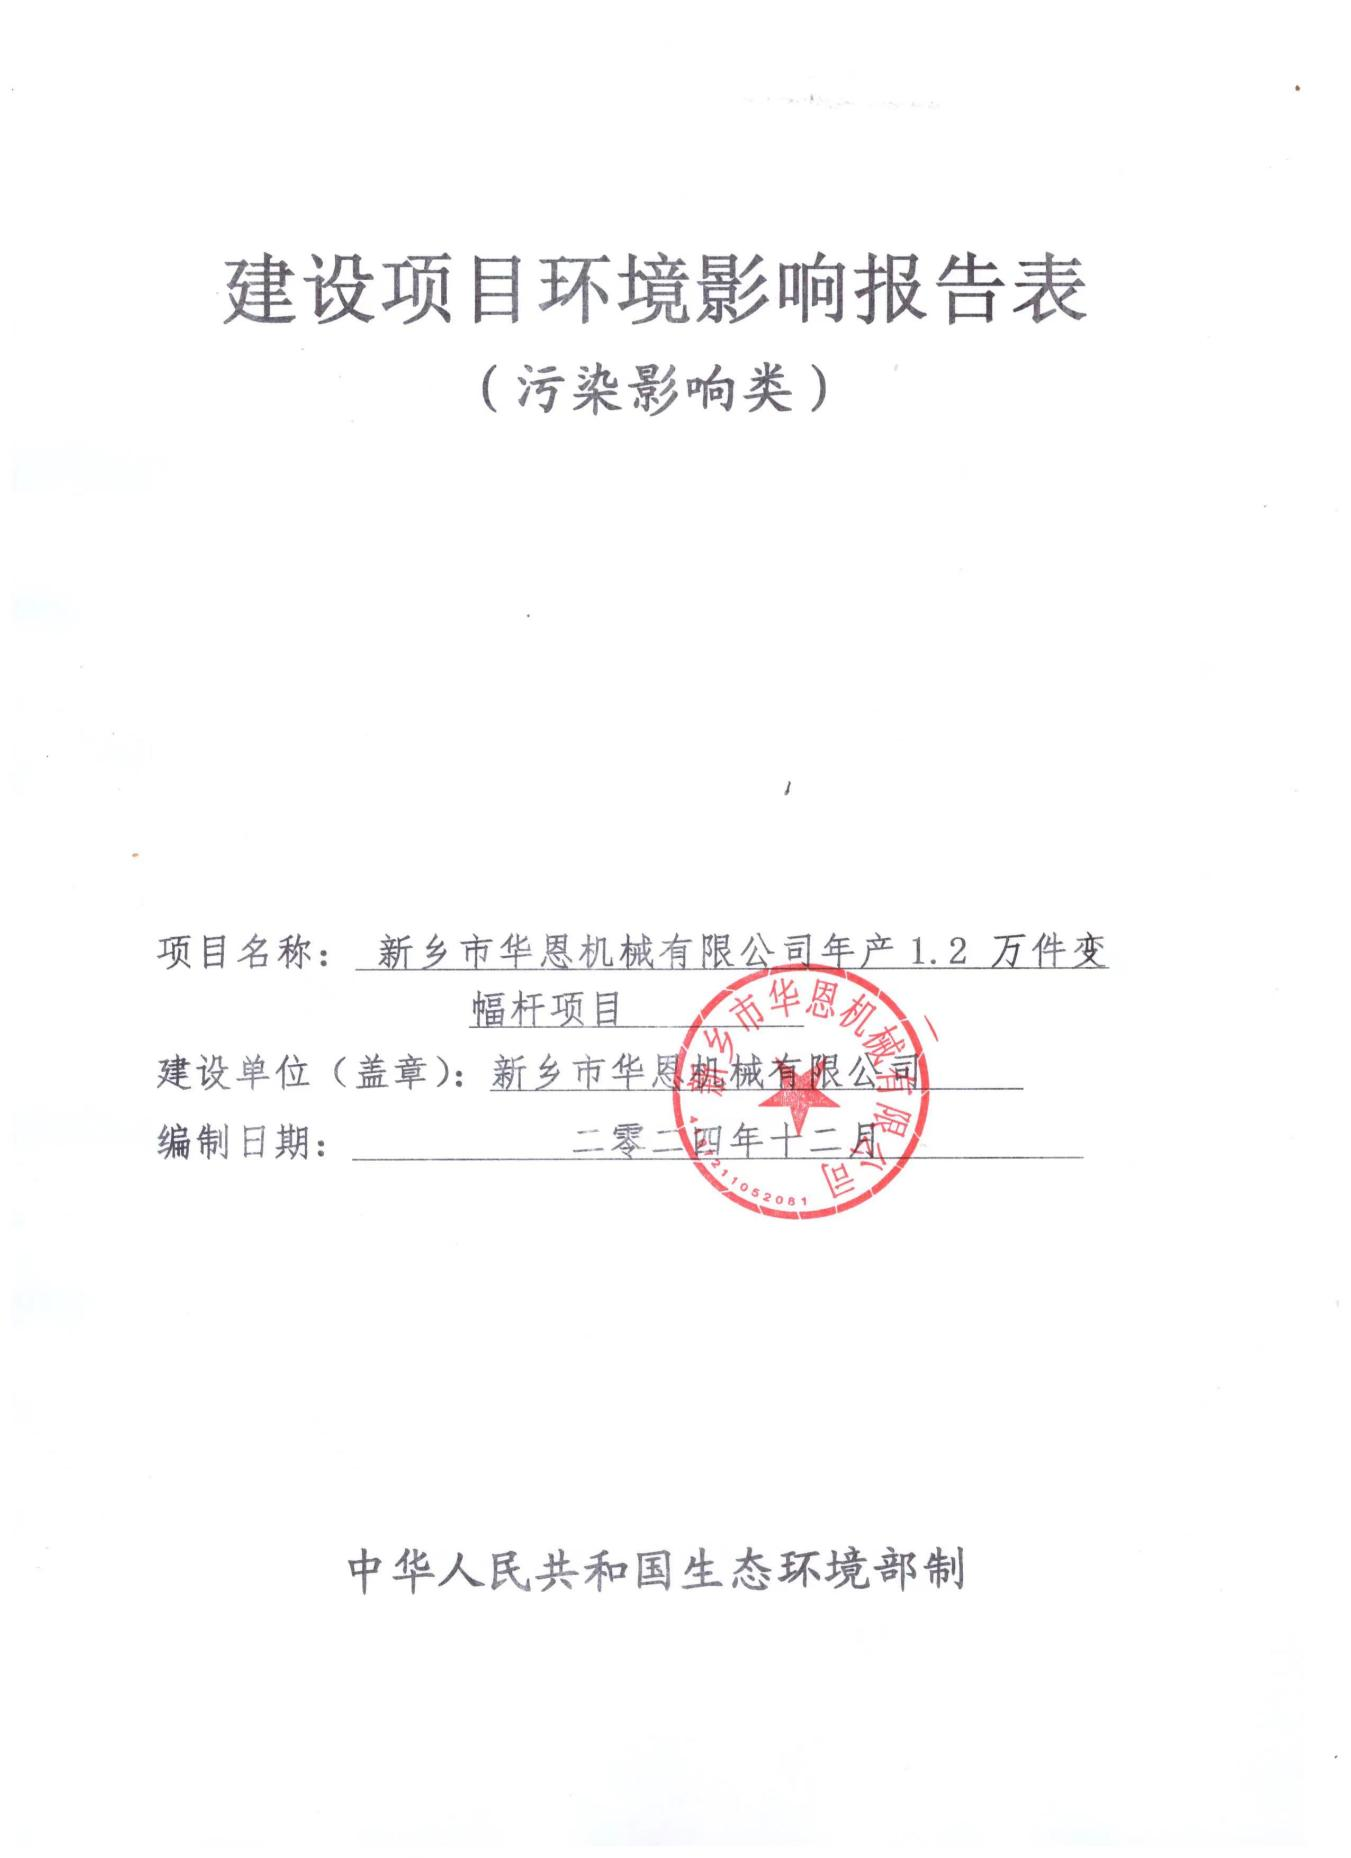 建设项目环境影响报告表
（污染影响类）
项目名称： 新乡市华恩机械有限公司年产1.2 万件变
幅杆项目
建设单位（盖章）：新乡市华恩机械有限公司
编制日期： 二零二四年十二月
新乡市华恩机械有限公司
中华人民共和国生态环境部制